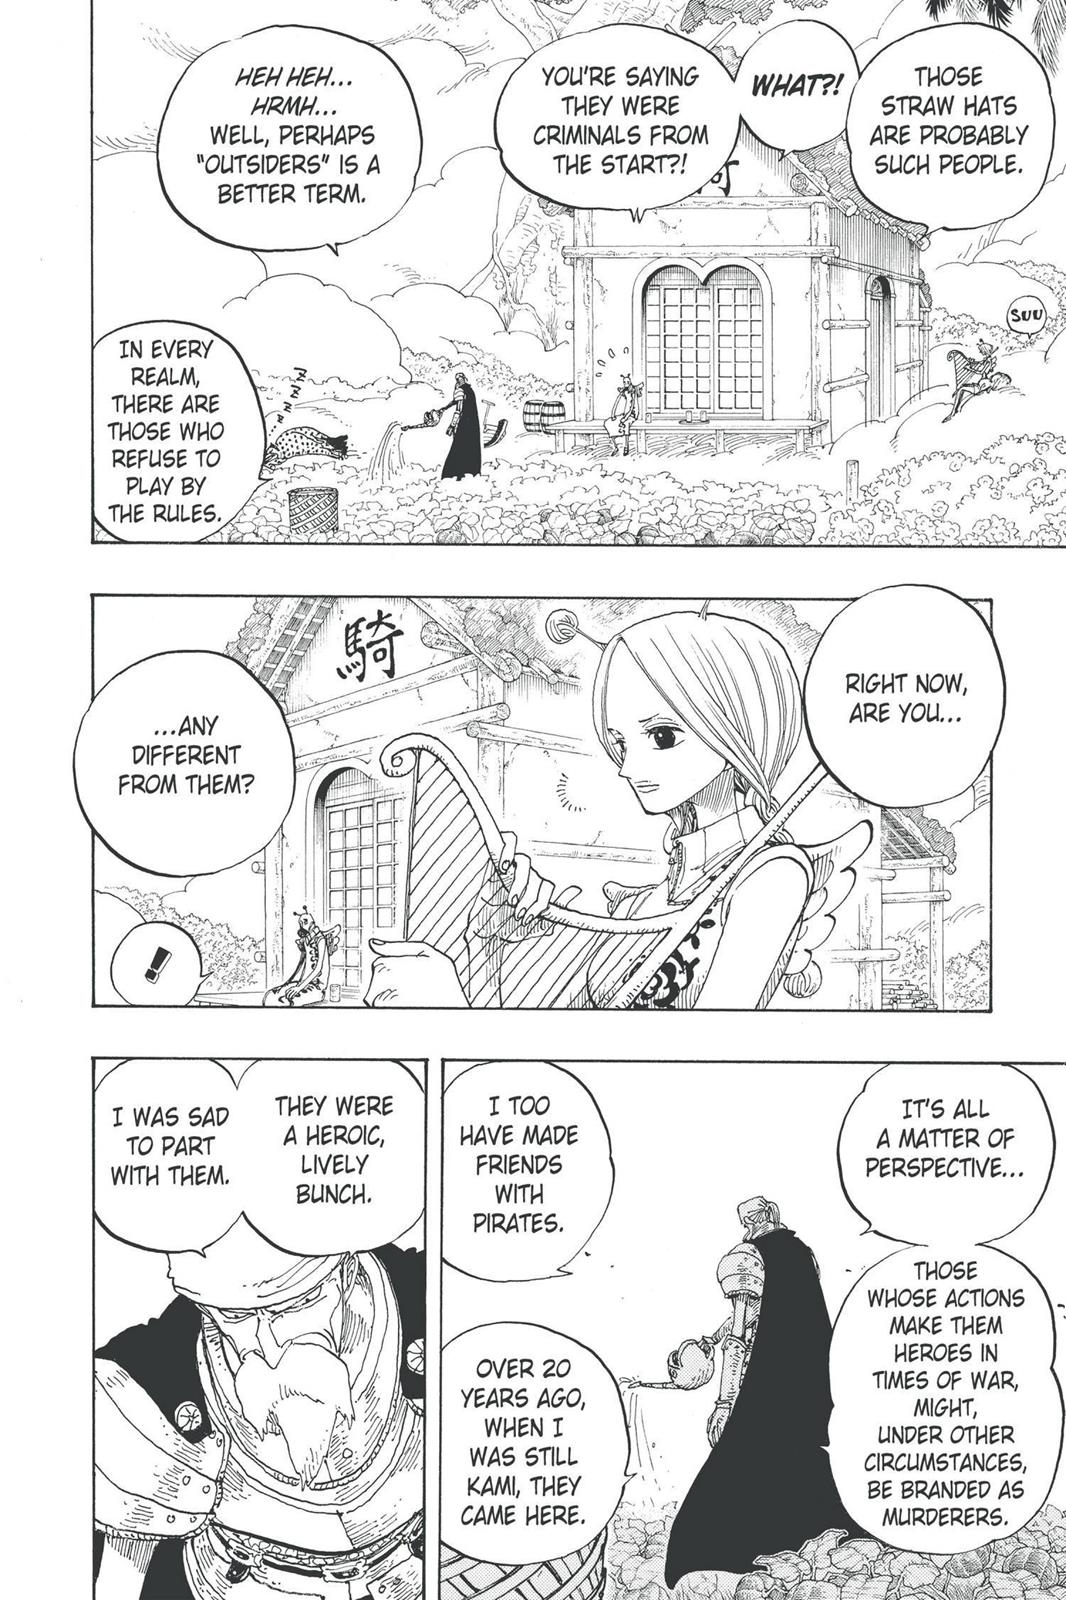 THOSE
STRAW HATS
ARE PROBABLY
SUCH PEOPLE.
WHAT?!
YOU'RE SAYING
THEY WERE
CRIMINALS FROM
THE START?!
HEH HEH...
HRMH...
WELL, PERHAPS
"OUTSIDERS" IS A
BETTER TERM.
SUU
Z Z Z Z Z
IN EVERY
REALM,
THERE ARE
THOSE WHO
REFUSE TO
PLAY BY
THE RULES.
RIGHT NOW,
ARE YOU...
騎
...ANY
DIFFERENT
FROM THEM?
!
IT'S ALL
A MATTER OF
PERSPECTIVE...
THOSE
WHOSE ACTIONS
MAKE THEM
HEROES IN
TIMES OF WAR,
MIGHT,
UNDER OTHER
CIRCUMSTANCES,
BE BRANDED AS
MURDERERS.
I TOO
HAVE MADE
FRIENDS
WITH
PIRATES.
OVER 20
YEARS AGO,
WHEN I
WAS STILL
KAMI, THEY
CAME HERE.
THEY WERE
A HEROIC,
LIVELY
BUNCH.
I WAS SAD
TO PART
WITH THEM.